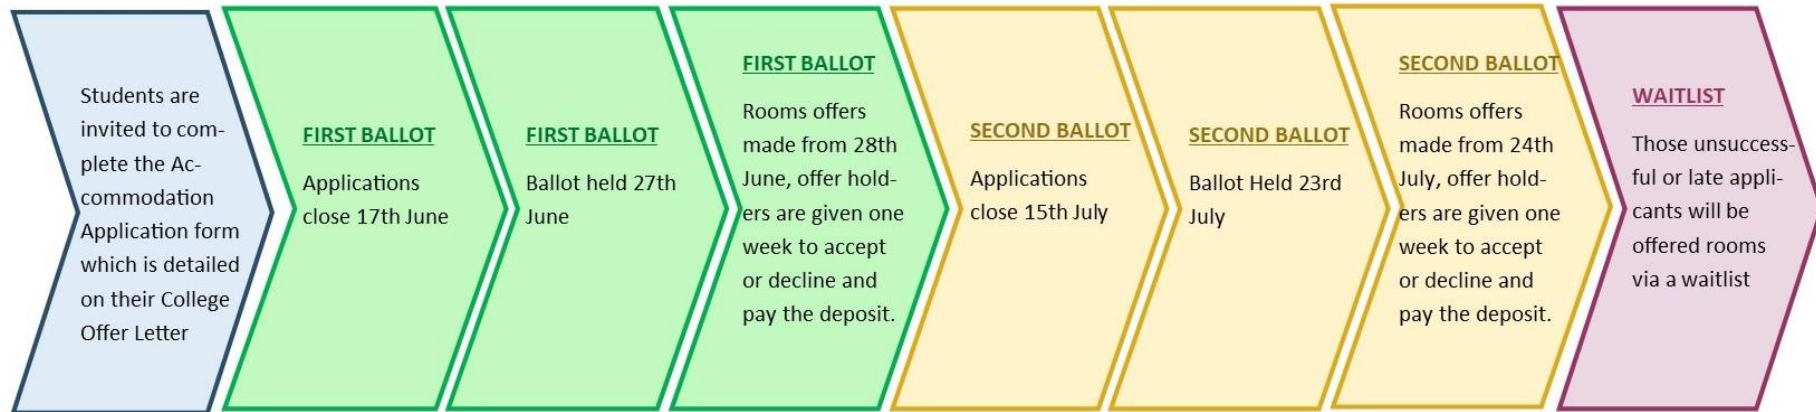 Students are
invited to com-
plete the Ac-
commodation
Application form
which is detailed
on their College
Offer Letter
FIRST BALLOT
Applications
close 17th June
FIRST BALLOT
Ballot held 27th
June
FIRST BALLOT
Rooms offers
made from 28th
June, offer hold-
ers are given one
week to accept
or decline and
pay the deposit.
SECOND BALLOT
Applications
close 15th July
SECOND BALLOT
Ballot Held 23rd
July
SECOND BALLOT
Rooms offers
made from 24th
July, offer hold-
ers are given one
week to accept
or decline and
pay the deposit.
WAITLIST
Those unsuccess-
ful or late appli-
cants will be
offered rooms
via a waitlist